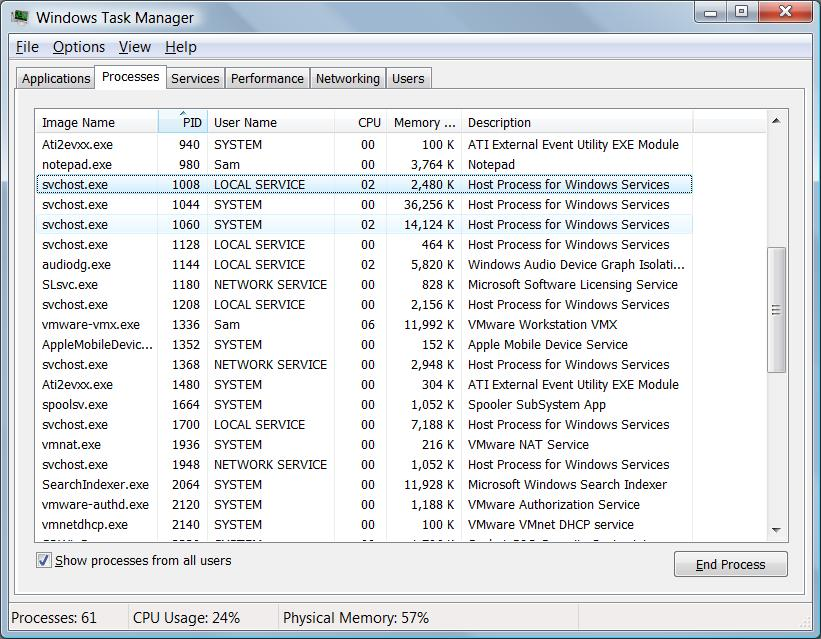 Windows Task Manager
File Options View Help
Applications Processes Services Performance Networking Users
Image Name PID User Name CPU Memory ... Description
Ati2evxx.exe 940 SYSTEM 00 100 K ATI External Event Utility EXE Module
notepad.exe 980 Sam 00 3,764 K Notepad
svchost.exe 1008 LOCAL SERVICE 02 2,480 K Host Process for Windows Services
svchost.exe 1044 SYSTEM 00 36,256 K Host Process for Windows Services
svchost.exe 1060 SYSTEM 02 14,124 K Host Process for Windows Services
svchost.exe 1128 LOCAL SERVICE 00 464 K Host Process for Windows Services
audiodg.exe 1144 LOCAL SERVICE 02 5,820 K Windows Audio Device Graph Isolati...
SLsvc.exe 1180 NETWORK SERVICE 00 828 K Microsoft Software Licensing Service
svchost.exe 1208 LOCAL SERVICE 00 2,156 K Host Process for Windows Services
vmware-vmx.exe 1336 Sam 06 11,992 K VMware Workstation VMX
AppleMobileDevic... 1352 SYSTEM 00 152 K Apple Mobile Device Service
svchost.exe 1368 NETWORK SERVICE 00 2,948 K Host Process for Windows Services
Ati2evxx.exe 1480 SYSTEM 00 304 K ATI External Event Utility EXE Module
spoolsv.exe 1664 SYSTEM 00 1,052 K Spooler SubSystem App
svchost.exe 1700 LOCAL SERVICE 00 7,188 K Host Process for Windows Services
vmnat.exe 1936 SYSTEM 00 216 K VMware NAT Service
svchost.exe 1948 NETWORK SERVICE 00 1,052 K Host Process for Windows Services
SearchIndexer.exe 2064 SYSTEM 00 11,928 K Microsoft Windows Search Indexer
vmware-authd.exe 2120 SYSTEM 00 1,188 K VMware Authorization Service
vmnetdhcp.exe 2140 SYSTEM 00 100 K VMware VMnet DHCP service
Show processes from all users
End Process
Processes: 61 CPU Usage: 24% Physical Memory: 57%